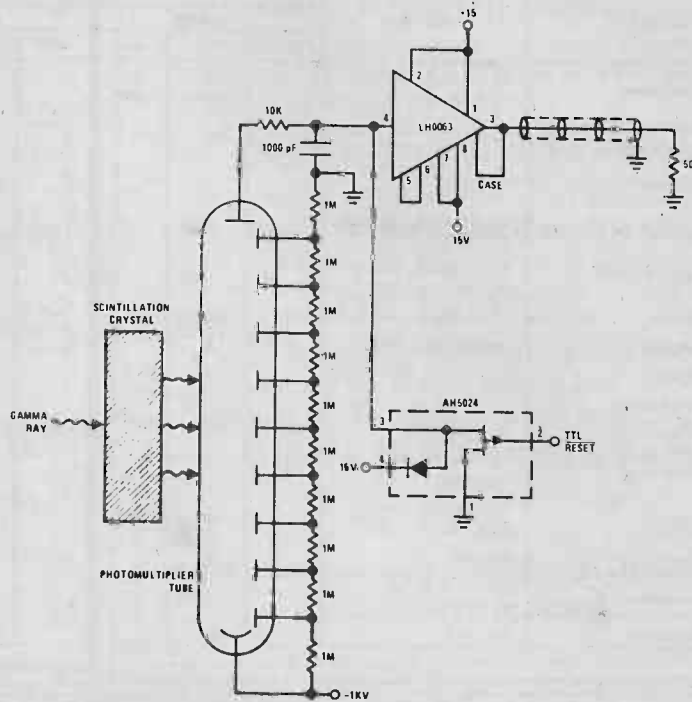 +15
2
1
10K
4
LH0063
3
1000 pF
8
7
6
5
CASE
50
15V
1M
1M
1M
1M
1M
1M
1M
1M
1M
1M
SCINTILLATION
CRYSTAL
GAMMA
RAY
AH5024
3
2
TTL
RESET
15V
4
1
PHOTOMULTIPLIER
TUBE
-1KV